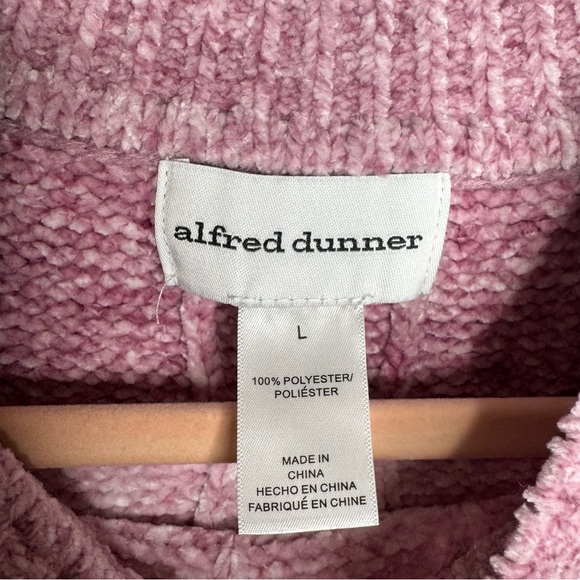 alfred dunner
L
100% POLYESTER/
POLIÉSTER
MADE IN
CHINA
HECHO EN CHINA
FABRIQUÉ EN CHINE